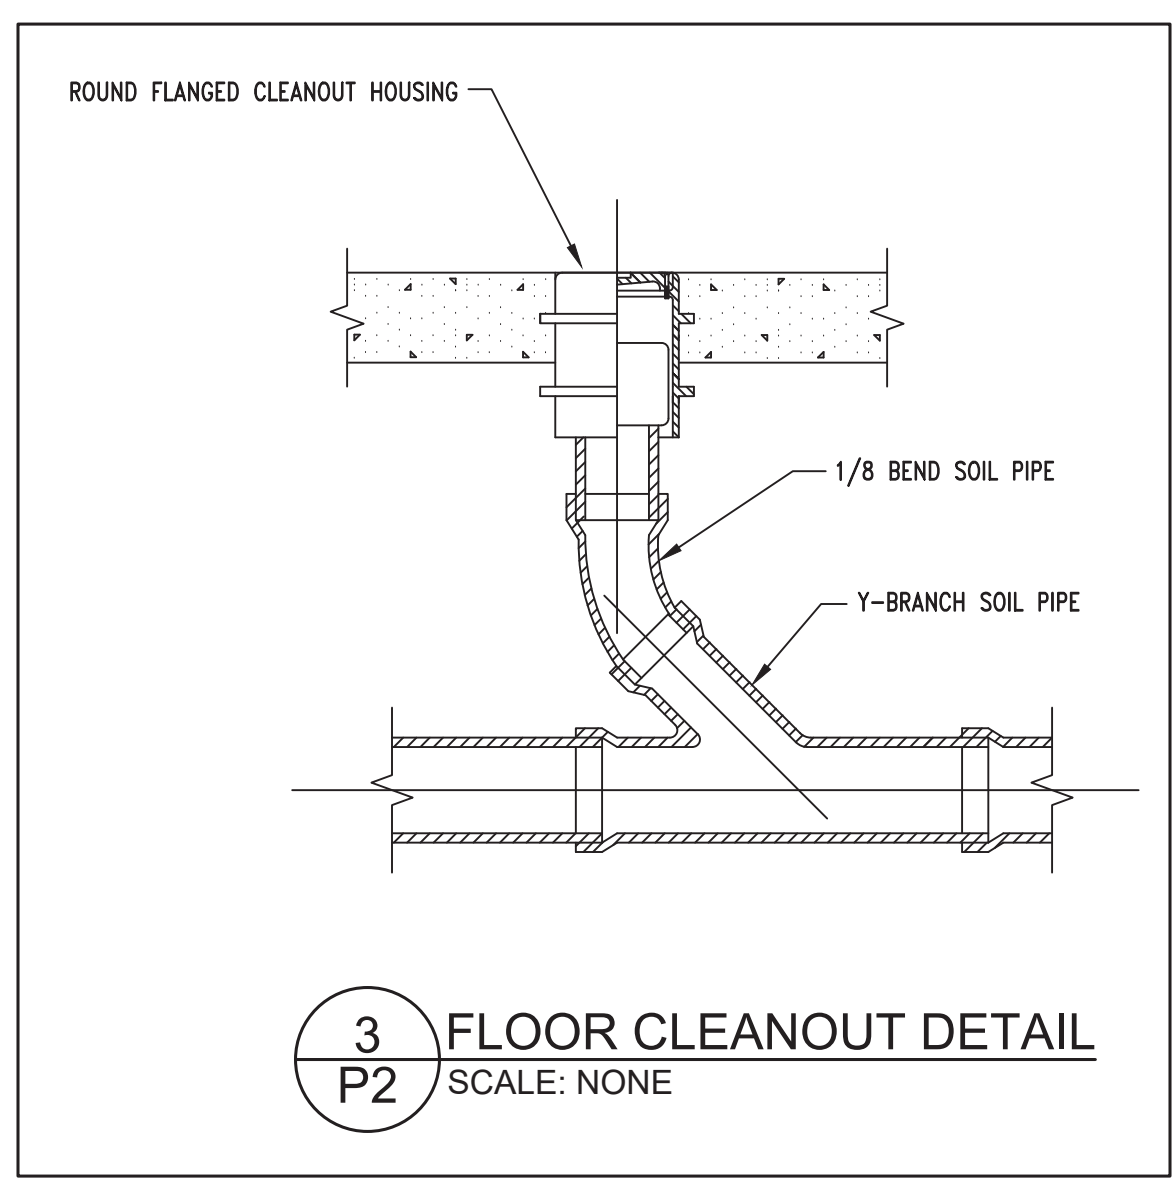 ROUND FLANGED CLEANOUT HOUSING
1/8 BEND SOIL PIPE
Y-BRANCH SOIL PIPE
3
P2
FLOOR CLEANOUT DETAIL
SCALE: NONE